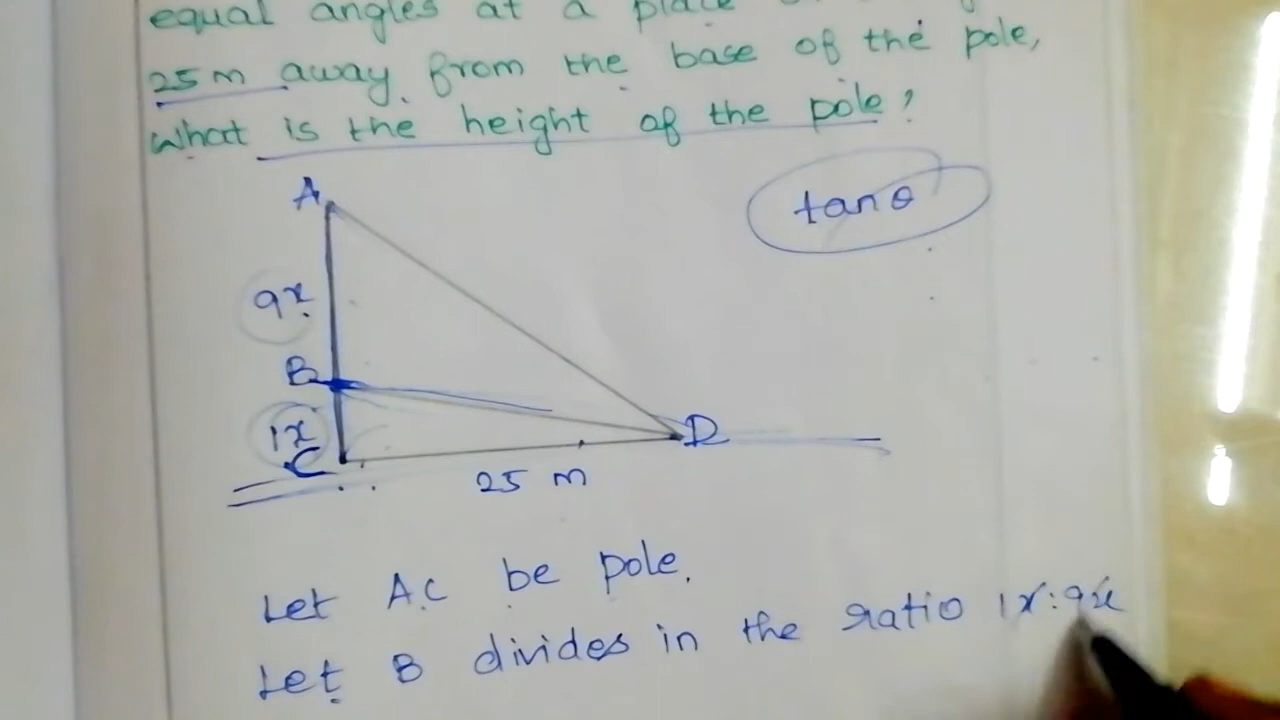 equal angles at a place
25 m away from the base of the pole,
What is the height of the pole?
A
tan θ
9x
B
1x
C
D
25 m
Let AC be pole.
Let B divides in the ratio 1x:9x